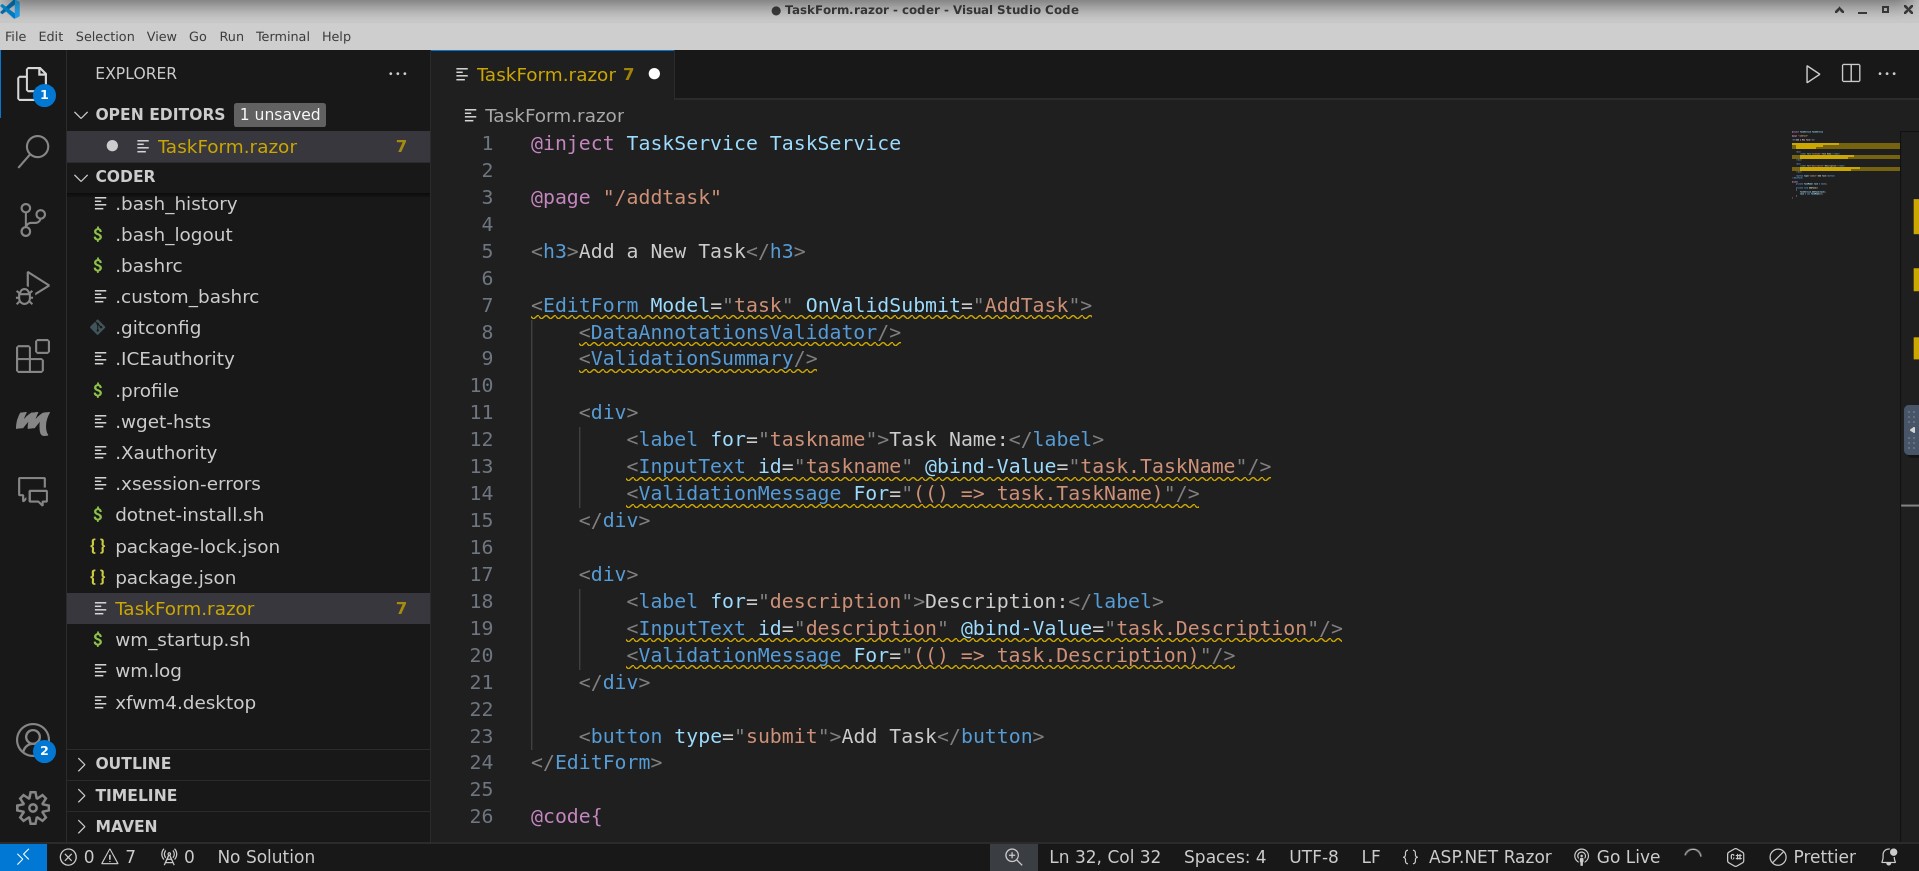 ● TaskForm.razor - coder - Visual Studio Code
File Edit Selection View Go Run Terminal Help
EXPLORER
OPEN EDITORS 1 unsaved
TaskForm.razor 7
CODER
.bash_history
.bash_logout
.bashrc
.custom_bashrc
.gitconfig
.ICEauthority
.profile
.wget-hsts
.Xauthority
.xsession-errors
dotnet-install.sh
package-lock.json
package.json
TaskForm.razor 7
wm_startup.sh
wm.log
xfwm4.desktop
OUTLINE
TIMELINE
MAVEN
1
2
TaskForm.razor 7
TaskForm.razor
1 @inject TaskService TaskService
2
3 @page "/addtask"
4
5 <h3>Add a New Task</h3>
6
7 <EditForm Model="task" OnValidSubmit="AddTask">
8 <DataAnnotationsValidator/>
9 <ValidationSummary/>
10
11 <div>
12 <label for="taskname">Task Name:</label>
13 <InputText id="taskname" @bind-Value="task.TaskName"/>
14 <ValidationMessage For="(() => task.TaskName)"/>
15 </div>
16
17 <div>
18 <label for="description">Description:</label>
19 <InputText id="description" @bind-Value="task.Description"/>
20 <ValidationMessage For="(() => task.Description)"/>
21 </div>
22
23 <button type="submit">Add Task</button>
24 </EditForm>
25
26 @code{
0 7 0 No Solution Ln 32, Col 32 Spaces: 4 UTF-8 LF {} ASP.NET Razor Go Live Prettier